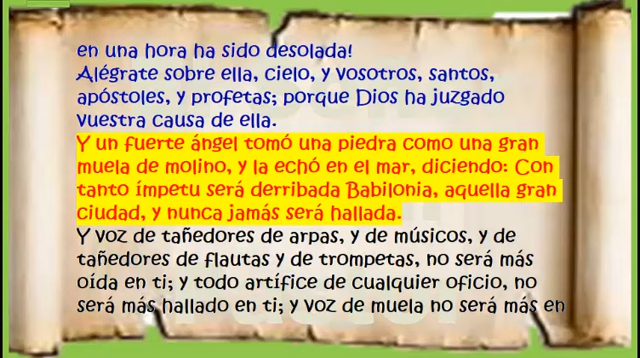 en una hora ha sido desolada!
Alégrate sobre ella, cielo, y vosotros, santos,
apóstoles, y profetas; porque Dios ha juzgado
vuestra causa de ella.
Y un fuerte ángel tomó una piedra como una gran
muela de molino, y la echó en el mar, diciendo: Con
tanto ímpetu será derribada Babilonia, aquella gran
ciudad, y nunca jamás será hallada.
Y voz de tañedores de arpas, y de músicos, y de
tañedores de flautas y de trompetas, no será más
oída en ti; y todo artífice de cualquier oficio, no
será más hallado en ti; y voz de muela no será más en